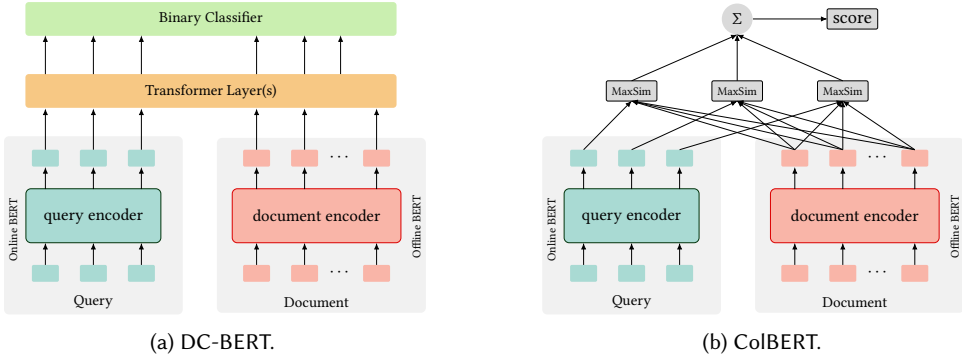 Binary Classifier
Transformer Layer(s)
Online BERT
query encoder
Query
· · ·
document encoder
· · ·
Document
Offline BERT
(a) DC-BERT.
Σ
score
MaxSim
MaxSim
MaxSim
Online BERT
query encoder
Query
· · ·
document encoder
· · ·
Document
Offline BERT
(b) ColBERT.